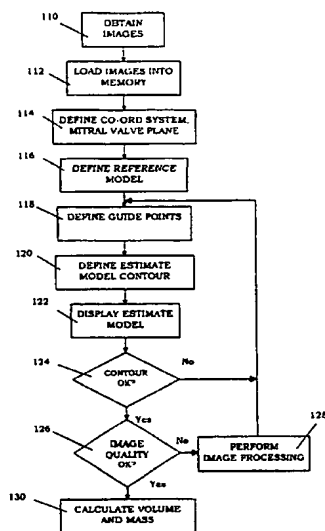 110
OBTAIN
IMAGES
112
LOAD IMAGES INTO
MEMORY
114
DEFINE CO-ORD SYSTEM,
MITRAL VALVE PLANE
116
DEFINE REFERENCE
MODEL
118
DEFINE GUIDE POINTS
120
DEFINE ESTIMATE
MODEL CONTOUR
122
DISPLAY ESTIMATE
MODEL
124
CONTOUR
OK?
No
Yes
126
IMAGE
QUALITY
OK?
No
128
PERFORM
IMAGE PROCESSING
Yes
130
CALCULATE VOLUME
AND MASS